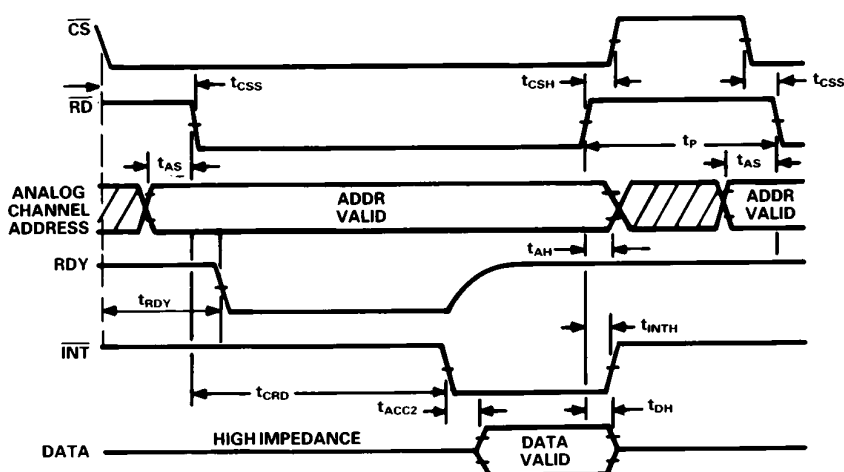 CS
tCSS
tCSH
tCSS
RD
tP
tAS
tAS
ANALOG
CHANNEL
ADDRESS
ADDR
VALID
ADDR
VALID
tAH
RDY
tRDY
tINTH
INT
tCRD
tACC2
tDH
DATA
HIGH IMPEDANCE
DATA
VALID